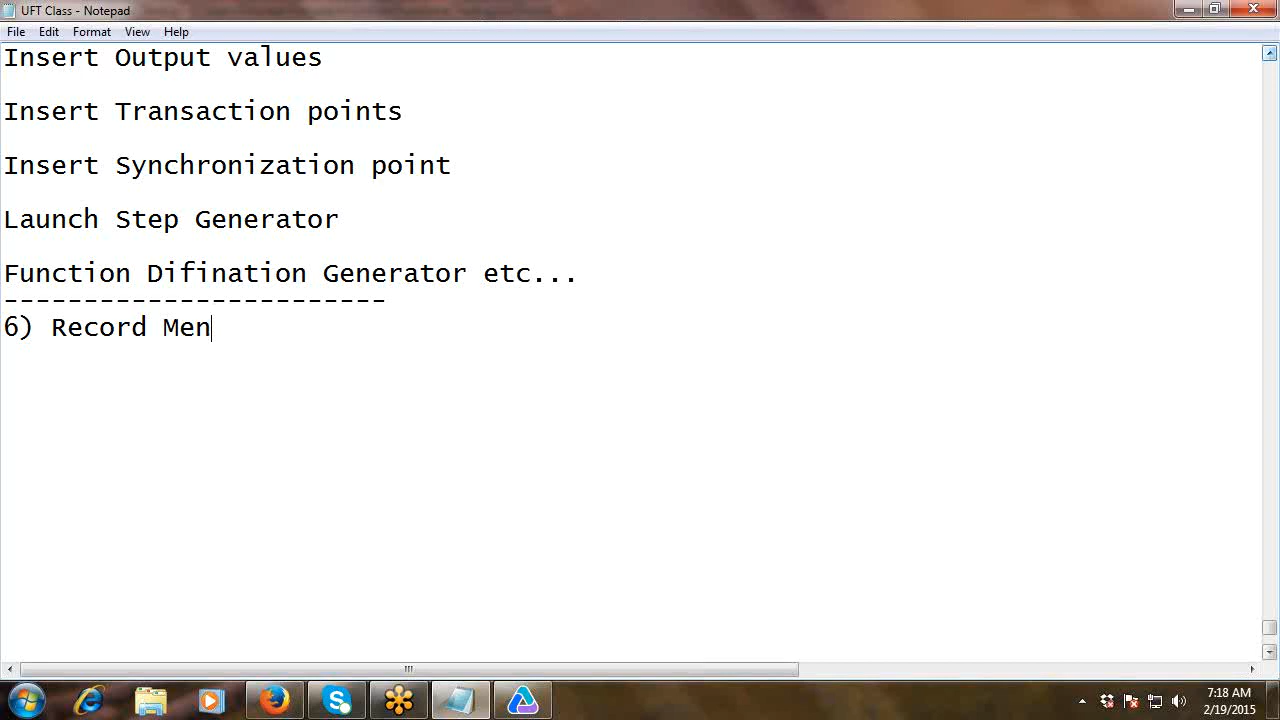 UFT Class - Notepad
File Edit Format View Help
Insert Output values
Insert Transaction points
Insert Synchronization point
Launch Step Generator
Function Difination Generator etc...
------------------------
6) Record Men
7:18 AM
2/19/2015